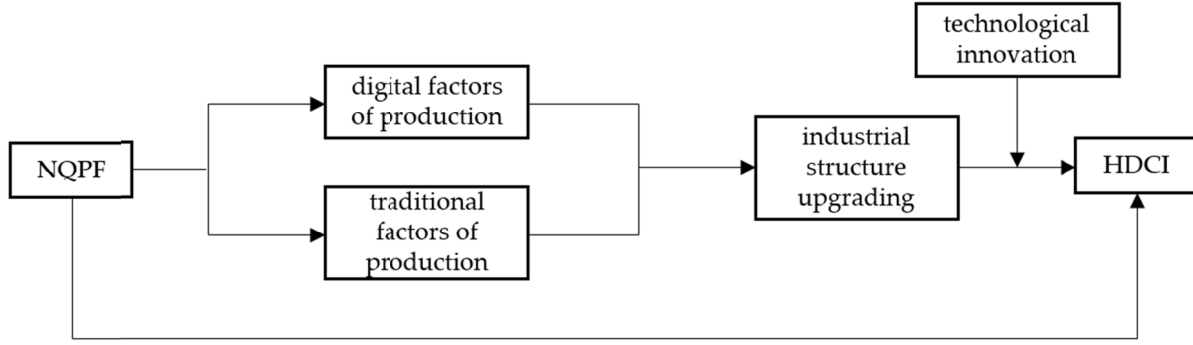 technological
innovation
digital factors
of production
NQPF
industrial
structure
upgrading
HDCI
traditional
factors of
production